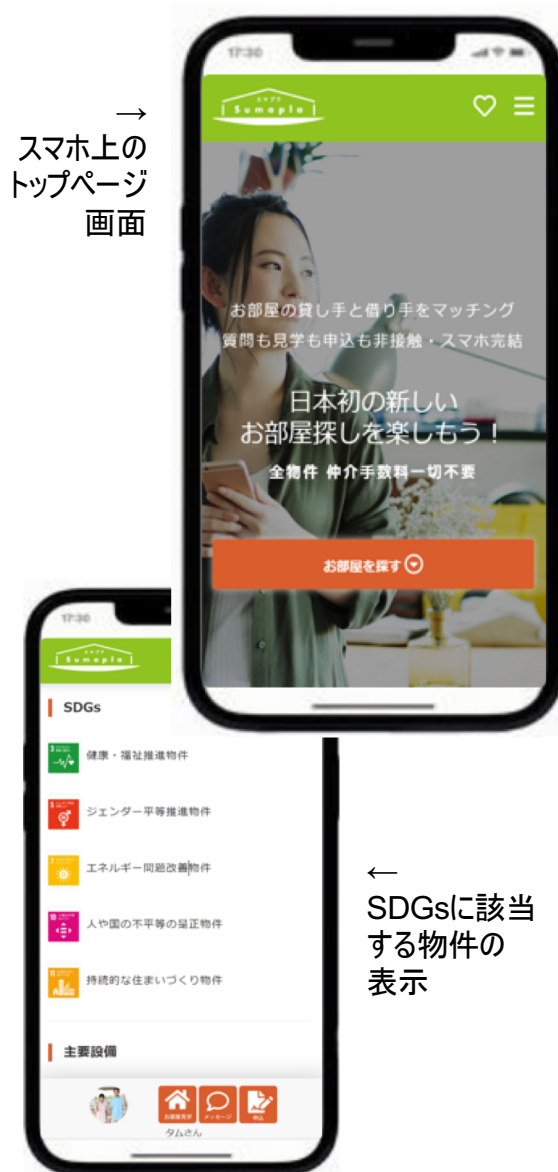 →
スマホ上の
トップページ
画面
17:30
スマプラ
Sumapla
お部屋の貸し手と借り手をマッチング
質問も見学も申込も非接触・スマホ完結
日本初の新しい
お部屋探しを楽しもう！
全物件 仲介手数料一切不要
お部屋を探す
17:30
スマプラ
Sumapla
SDGs
3
健康・福祉推進物件
5
ジェンダー平等推進物件
7
エネルギー問題改善物件
10
人や国の不平等の是正物件
11
持続的な住まいづくり物件
主要設備
お部屋見学
メッセージ
申込
タムさん
←
SDGsに該当
する物件の
表示